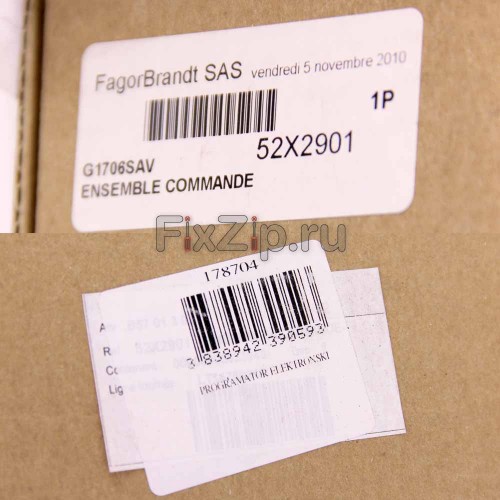 FagorBrandt SAS vendredi 5 novembre 2010
1P
52X2901
G1706SAV
ENSEMBLE COMMANDE
FixZip.ru
178704
3 838942 390593
PROGRAMATOR ELEKTRONSKI